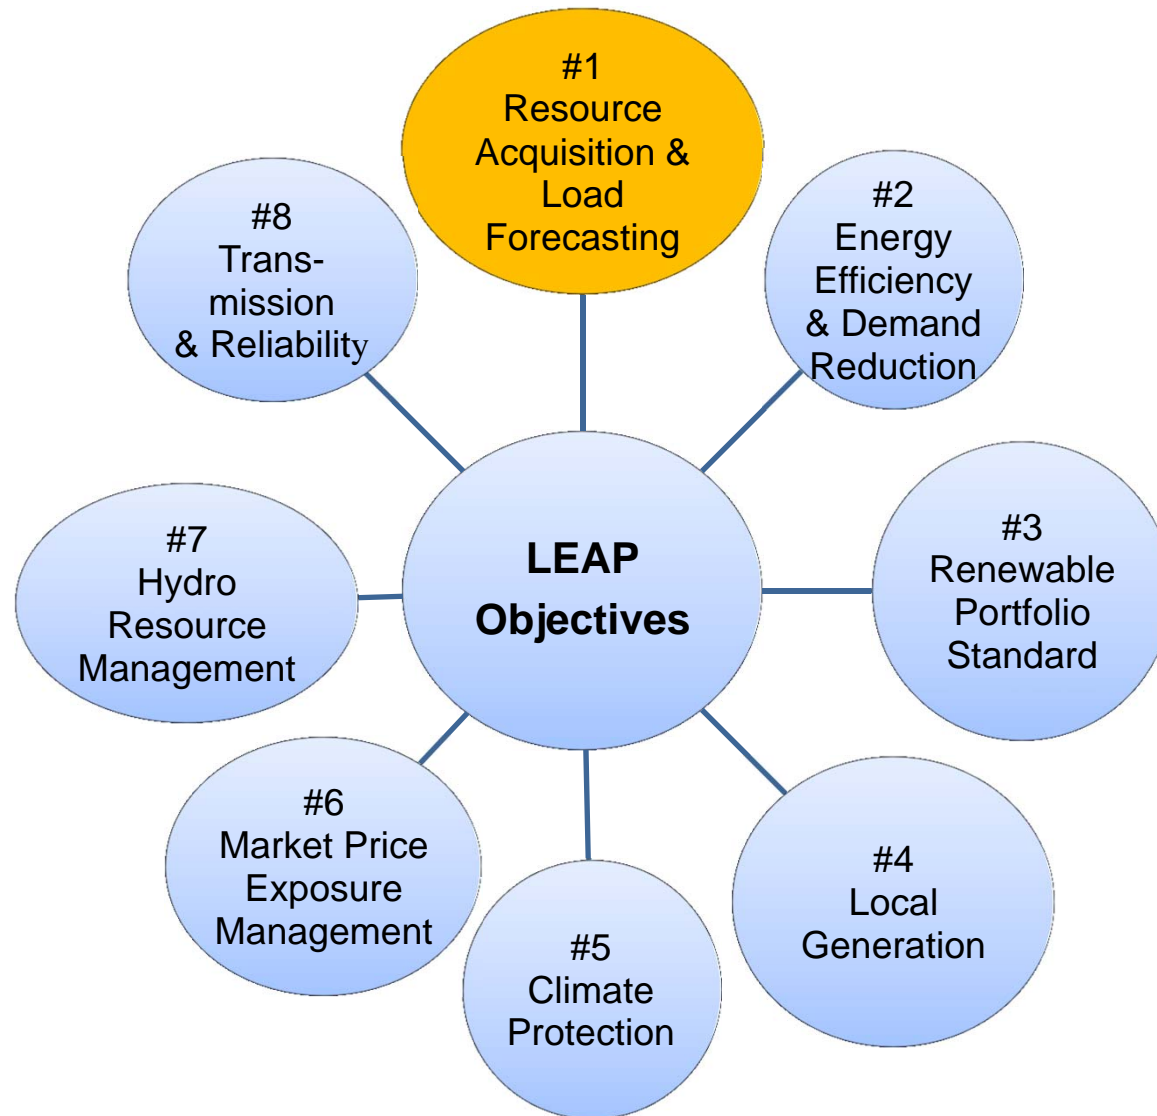 #1
Resource
Acquisition &
Load
Forecasting
#2
Energy
Efficiency
& Demand
Reduction
#3
Renewable
Portfolio
Standard
#4
Local
Generation
#5
Climate
Protection
#6
Market Price
Exposure
Management
#7
Hydro
Resource
Management
#8
Trans-
mission
& Reliability
LEAP
Objectives